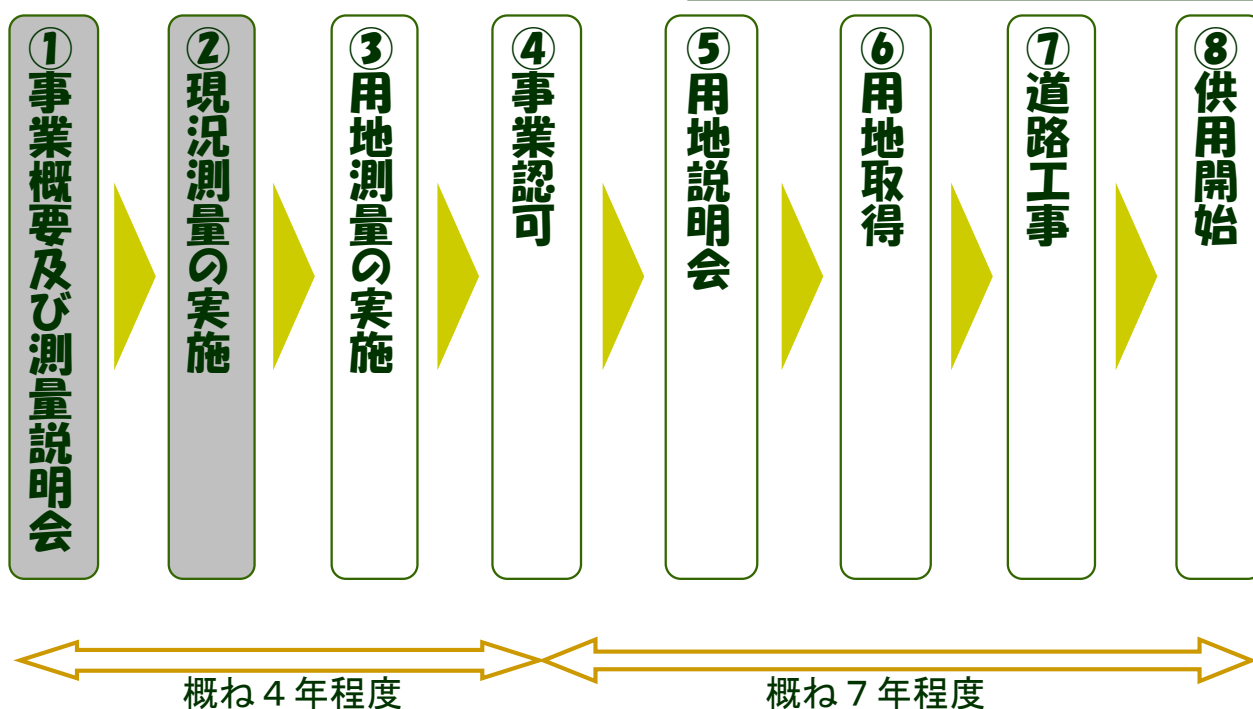 ①事業概要及び測量説明会
②現況測量の実施
③用地測量の実施
④事業認可
⑤用地説明会
⑥用地取得
⑦道路工事
⑧供用開始
概ね４年程度
概ね７年程度